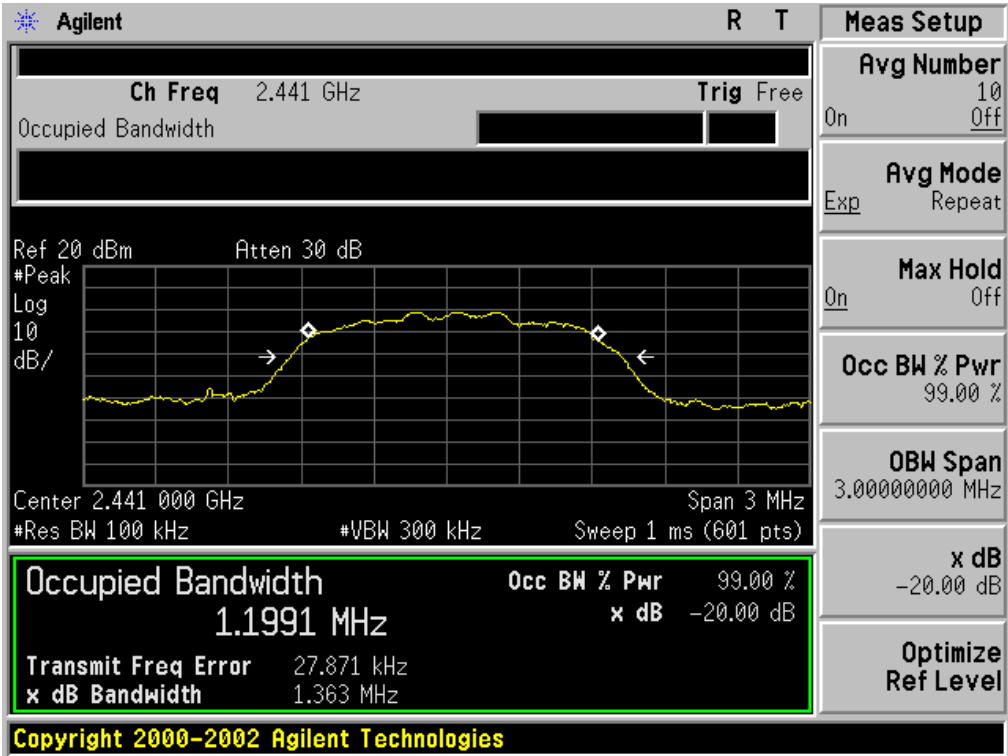 Agilent R T
Ch Freq 2.441 GHz Trig Free
Occupied Bandwidth
Ref 20 dBm Atten 30 dB
#Peak
Log
10
dB/
Center 2.441 000 GHz Span 3 MHz
#Res BW 100 kHz #VBW 300 kHz Sweep 1 ms (601 pts)
Occupied Bandwidth
1.1991 MHz
Occ BW % Pwr 99.00 %
x dB -20.00 dB
Transmit Freq Error 27.871 kHz
x dB Bandwidth 1.363 MHz
Copyright 2000-2002 Agilent Technologies
Meas Setup
Avg Number
10
On Off
Avg Mode
Exp Repeat
Max Hold
On Off
Occ BW % Pwr
99.00 %
OBW Span
3.00000000 MHz
x dB
-20.00 dB
Optimize
Ref Level